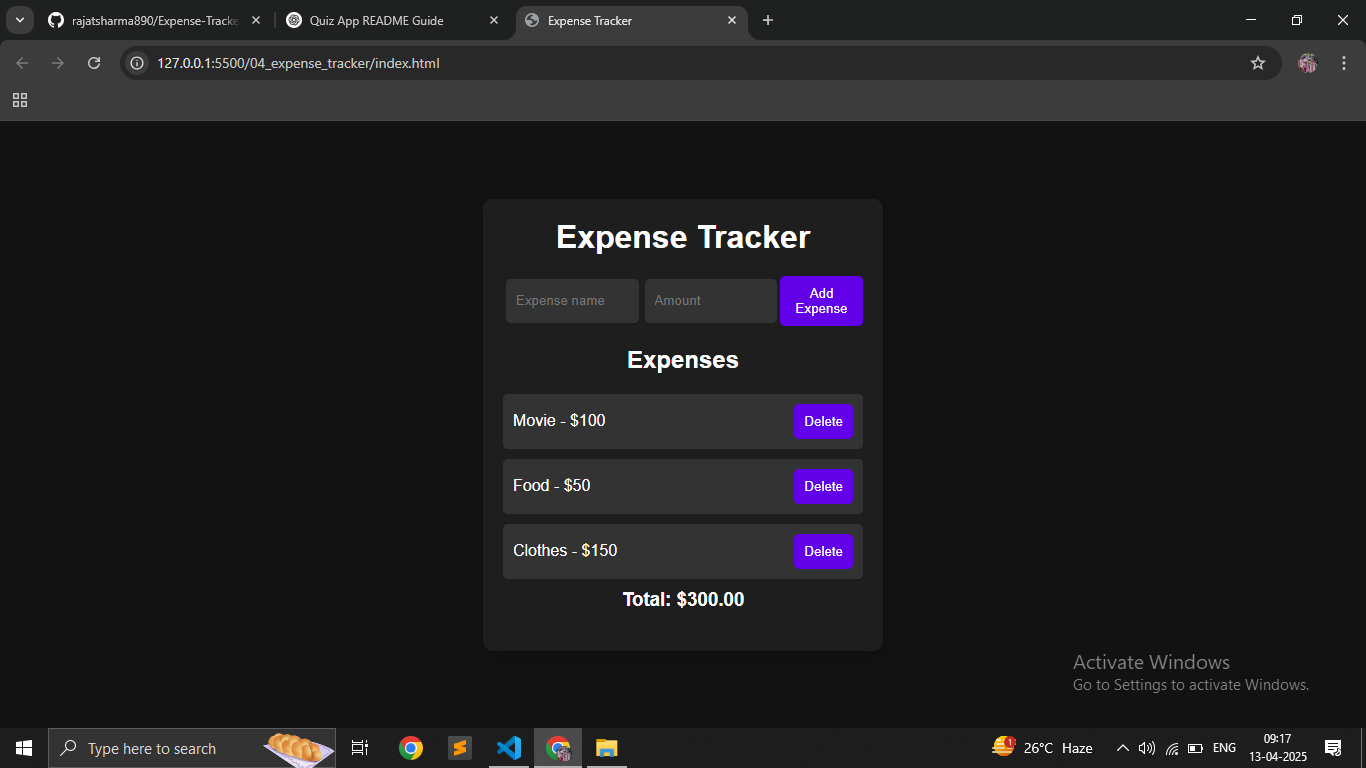 rajatsharma890/Expense-Tracke
Quiz App README Guide
Expense Tracker
127.0.0.1:5500/04_expense_tracker/index.html
Expense Tracker
Expense name
Amount
Add
Expense
Expenses
Movie - $100
Delete
Food - $50
Delete
Clothes - $150
Delete
Total: $300.00
Activate Windows
Go to Settings to activate Windows.
Type here to search
1
26°C Haze
ENG
09:17
13-04-2025